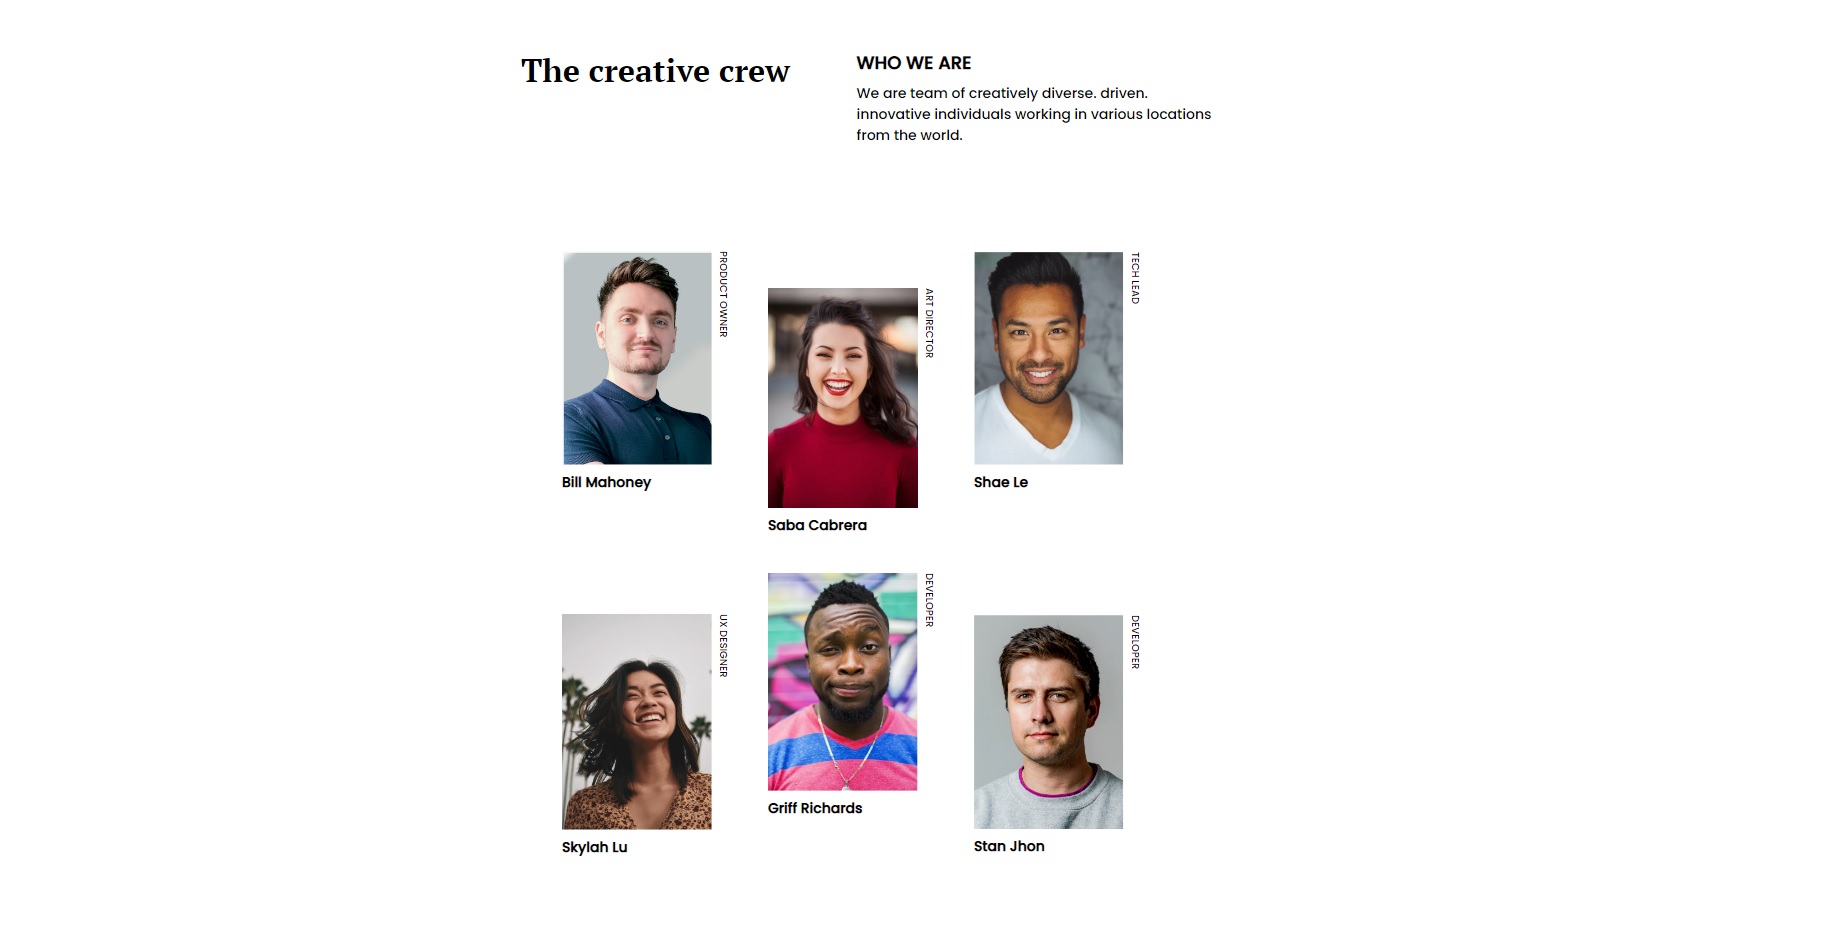 The creative crew
WHO WE ARE
We are team of creatively diverse. driven.
innovative individuals working in various locations
from the world.
PRODUCT OWNER
Bill Mahoney
ART DIRECTOR
Saba Cabrera
TECH LEAD
Shae Le
UX DESIGNER
Skylah Lu
DEVELOPER
Griff Richards
DEVELOPER
Stan Jhon